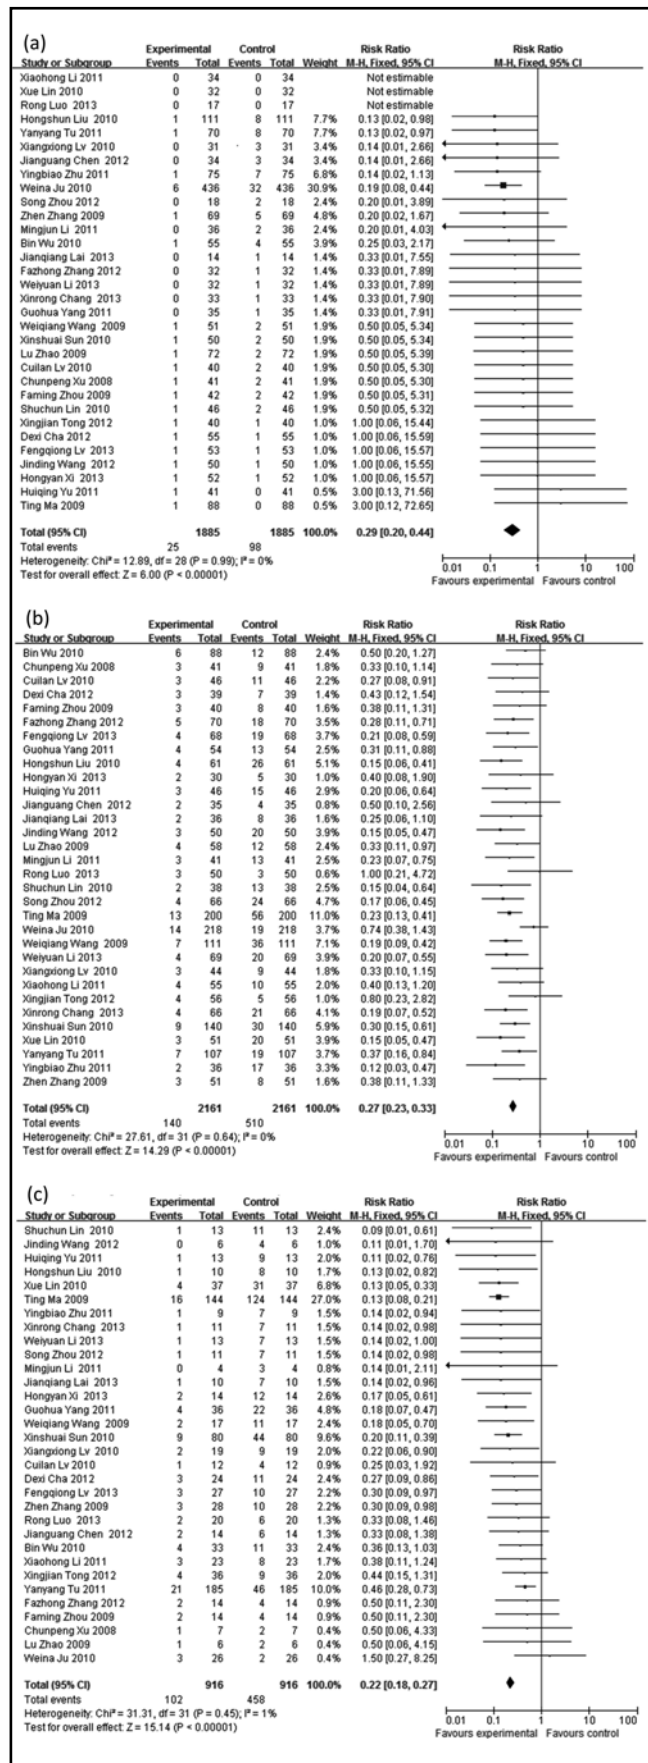 (a)
Experimental Control Risk Ratio Risk Ratio
Study or Subgroup Events Total Events Total Weight M-H, Fixed, 95% CI M-H, Fixed, 95% CI
Xiaohong Li 2011 0 34 0 34 Not estimable
Xue Lin 2010 0 32 0 32 Not estimable
Rong Luo 2013 0 17 0 17 Not estimable
Hongshun Liu 2010 1 111 8 111 7.7% 0.13 [0.02, 0.98]
Yanyang Tu 2011 1 70 8 70 7.7% 0.13 [0.02, 0.97]
Xiangxiong Lv 2010 0 31 3 31 3.4% 0.14 [0.01, 2.66]
Jianguang Chen 2012 0 34 3 34 3.4% 0.14 [0.01, 2.66]
Yingbiao Zhu 2011 1 75 7 75 6.7% 0.14 [0.02, 1.13]
Weina Ju 2010 6 436 32 436 30.9% 0.19 [0.08, 0.44]
Song Zhou 2012 0 18 2 18 2.4% 0.20 [0.01, 3.89]
Zhen Zhang 2009 1 69 5 69 4.8% 0.20 [0.02, 1.67]
Mingjun Li 2011 0 36 2 36 2.4% 0.20 [0.01, 4.03]
Bin Wu 2010 1 55 4 55 3.9% 0.25 [0.03, 2.17]
Jianqiang Lai 2013 0 14 1 14 1.4% 0.33 [0.01, 7.55]
Fazhong Zhang 2012 0 32 1 32 1.4% 0.33 [0.01, 7.89]
Weiyuan Li 2013 0 32 1 32 1.4% 0.33 [0.01, 7.89]
Xinrong Chang 2013 0 33 1 33 1.4% 0.33 [0.01, 7.90]
Guohua Yang 2011 0 35 1 35 1.4% 0.33 [0.01, 7.91]
Weiqiang Wang 2009 1 51 2 51 1.9% 0.50 [0.05, 5.34]
Xinshuai Sun 2010 1 50 2 50 1.9% 0.50 [0.05, 5.34]
Lu Zhao 2009 1 72 2 72 1.9% 0.50 [0.05, 5.39]
Cuilan Lv 2010 1 40 2 40 1.9% 0.50 [0.05, 5.30]
Chunpeng Xu 2008 1 41 2 41 1.9% 0.50 [0.05, 5.30]
Faming Zhou 2009 1 42 2 42 1.9% 0.50 [0.05, 5.31]
Shuchun Lin 2010 1 46 2 46 1.9% 0.50 [0.05, 5.32]
Xingjian Tong 2012 1 40 1 40 1.0% 1.00 [0.06, 15.44]
Dexi Cha 2012 1 55 1 55 1.0% 1.00 [0.06, 15.59]
Fengqiong Lv 2013 1 53 1 53 1.0% 1.00 [0.06, 15.57]
Jinding Wang 2012 1 50 1 50 1.0% 1.00 [0.06, 15.55]
Hongyan Xi 2013 1 52 1 52 1.0% 1.00 [0.06, 15.57]
Huiqing Yu 2011 1 41 0 41 0.5% 3.00 [0.13, 71.56]
Ting Ma 2009 1 88 0 88 0.5% 3.00 [0.12, 72.65]
Total (95% CI) 1885 1885 100.0% 0.29 [0.20, 0.44]
Total events 25 98
Heterogeneity: Chi² = 12.89, df = 28 (P = 0.99); I² = 0%
Test for overall effect: Z = 6.00 (P < 0.00001)
0.01 0.1 1 10 100
Favours experimental Favours control
(b)
Experimental Control Risk Ratio Risk Ratio
Study or Subgroup Events Total Events Total Weight M-H, Fixed, 95% CI M-H, Fixed, 95% CI
Bin Wu 2010 6 88 12 88 2.4% 0.50 [0.20, 1.27]
Chunpeng Xu 2008 3 41 9 41 1.8% 0.33 [0.10, 1.14]
Cuilan Lv 2010 3 46 11 46 2.2% 0.27 [0.08, 0.91]
Dexi Cha 2012 3 39 7 39 1.4% 0.43 [0.12, 1.54]
Faming Zhou 2009 3 40 8 40 1.6% 0.38 [0.11, 1.31]
Fazhong Zhang 2012 5 70 18 70 3.5% 0.28 [0.11, 0.71]
Fengqiong Lv 2013 4 68 19 68 3.7% 0.21 [0.08, 0.59]
Guohua Yang 2011 4 54 13 54 2.5% 0.31 [0.11, 0.88]
Hongshun Liu 2010 4 61 26 61 5.1% 0.15 [0.06, 0.41]
Hongyan Xi 2013 2 30 5 30 1.0% 0.40 [0.08, 1.90]
Huiqing Yu 2011 3 46 15 46 2.9% 0.20 [0.06, 0.64]
Jianguang Chen 2012 2 35 4 35 0.8% 0.50 [0.10, 2.56]
Jianqiang Lai 2013 2 36 8 36 1.6% 0.25 [0.06, 1.10]
Jinding Wang 2012 3 50 20 50 3.9% 0.15 [0.05, 0.47]
Lu Zhao 2009 4 58 12 58 2.4% 0.33 [0.11, 0.97]
Mingjun Li 2011 3 41 13 41 2.5% 0.23 [0.07, 0.75]
Rong Luo 2013 3 50 3 50 0.6% 1.00 [0.21, 4.72]
Shuchun Lin 2010 2 38 13 38 2.5% 0.15 [0.04, 0.64]
Song Zhou 2012 4 66 24 66 4.7% 0.17 [0.06, 0.45]
Ting Ma 2009 13 200 56 200 11.0% 0.23 [0.13, 0.41]
Weina Ju 2010 14 218 19 218 3.7% 0.74 [0.38, 1.43]
Weiqiang Wang 2009 7 111 36 111 7.1% 0.19 [0.09, 0.42]
Weiyuan Li 2013 4 69 20 69 3.9% 0.20 [0.07, 0.55]
Xiangxiong Lv 2010 3 44 9 44 1.8% 0.33 [0.10, 1.15]
Xiaohong Li 2011 4 55 10 55 2.0% 0.40 [0.13, 1.20]
Xingjian Tong 2012 4 56 5 56 1.0% 0.80 [0.23, 2.82]
Xinrong Chang 2013 4 66 21 66 4.1% 0.19 [0.07, 0.52]
Xinshuai Sun 2010 9 140 30 140 5.9% 0.30 [0.15, 0.61]
Xue Lin 2010 3 51 20 51 3.9% 0.15 [0.05, 0.47]
Yanyang Tu 2011 7 107 19 107 3.7% 0.37 [0.16, 0.84]
Yingbiao Zhu 2011 2 36 17 36 3.3% 0.12 [0.03, 0.47]
Zhen Zhang 2009 3 51 8 51 1.6% 0.38 [0.11, 1.33]
Total (95% CI) 2161 2161 100.0% 0.27 [0.23, 0.33]
Total events 140 510
Heterogeneity: Chi² = 27.61, df = 31 (P = 0.64); I² = 0%
Test for overall effect: Z = 14.29 (P < 0.00001)
0.01 0.1 1 10 100
Favours experimental Favours control
(c)
Experimental Control Risk Ratio Risk Ratio
Study or Subgroup Events Total Events Total Weight M-H, Fixed, 95% CI M-H, Fixed, 95% CI
Shuchun Lin 2010 1 13 11 13 2.4% 0.09 [0.01, 0.61]
Jinding Wang 2012 0 6 4 6 1.0% 0.11 [0.01, 1.70]
Huiqing Yu 2011 1 13 9 13 2.0% 0.11 [0.02, 0.76]
Hongshun Liu 2010 1 10 8 10 1.7% 0.13 [0.02, 0.82]
Xue Lin 2010 4 37 31 37 6.7% 0.13 [0.05, 0.33]
Ting Ma 2009 16 144 124 144 27.0% 0.13 [0.08, 0.21]
Yingbiao Zhu 2011 1 9 7 9 1.5% 0.14 [0.02, 0.94]
Xinrong Chang 2013 1 11 7 11 1.5% 0.14 [0.02, 0.98]
Weiyuan Li 2013 1 13 7 13 1.5% 0.14 [0.02, 1.00]
Song Zhou 2012 1 11 7 11 1.5% 0.14 [0.02, 0.98]
Mingjun Li 2011 0 4 3 4 0.8% 0.14 [0.01, 2.11]
Jianqiang Lai 2013 1 10 7 10 1.5% 0.14 [0.02, 0.96]
Hongyan Xi 2013 2 14 12 14 2.6% 0.17 [0.05, 0.61]
Guohua Yang 2011 4 36 22 36 4.8% 0.18 [0.07, 0.47]
Weiqiang Wang 2009 2 17 11 17 2.4% 0.18 [0.05, 0.70]
Xinshuai Sun 2010 9 80 44 80 9.6% 0.20 [0.11, 0.39]
Xiangxiong Lv 2010 2 19 9 19 2.0% 0.22 [0.06, 0.90]
Cuilan Lv 2010 1 12 4 12 0.9% 0.25 [0.03, 1.92]
Dexi Cha 2012 3 24 11 24 2.4% 0.27 [0.09, 0.86]
Fengqiong Lv 2013 3 27 10 27 2.2% 0.30 [0.09, 0.97]
Zhen Zhang 2009 3 28 10 28 2.2% 0.30 [0.09, 0.98]
Rong Luo 2013 2 20 6 20 1.3% 0.33 [0.08, 1.46]
Jianguang Chen 2012 2 14 6 14 1.3% 0.33 [0.08, 1.38]
Bin Wu 2010 4 33 11 33 2.4% 0.36 [0.13, 1.03]
Xiaohong Li 2011 3 23 8 23 1.7% 0.38 [0.11, 1.24]
Xingjian Tong 2012 4 36 9 36 2.0% 0.44 [0.15, 1.31]
Yanyang Tu 2011 21 185 46 185 10.0% 0.46 [0.28, 0.73]
Fazhong Zhang 2012 2 14 4 14 0.9% 0.50 [0.11, 2.30]
Faming Zhou 2009 2 14 4 14 0.9% 0.50 [0.11, 2.30]
Chunpeng Xu 2008 1 7 2 7 0.4% 0.50 [0.06, 4.33]
Lu Zhao 2009 1 6 2 6 0.4% 0.50 [0.06, 4.15]
Weina Ju 2010 3 26 2 26 0.4% 1.50 [0.27, 8.25]
Total (95% CI) 916 916 100.0% 0.22 [0.18, 0.27]
Total events 102 458
Heterogeneity: Chi² = 31.31, df = 31 (P = 0.45); I² = 1%
Test for overall effect: Z = 15.14 (P < 0.00001)
0.01 0.1 1 10 100
Favours experimental Favours control